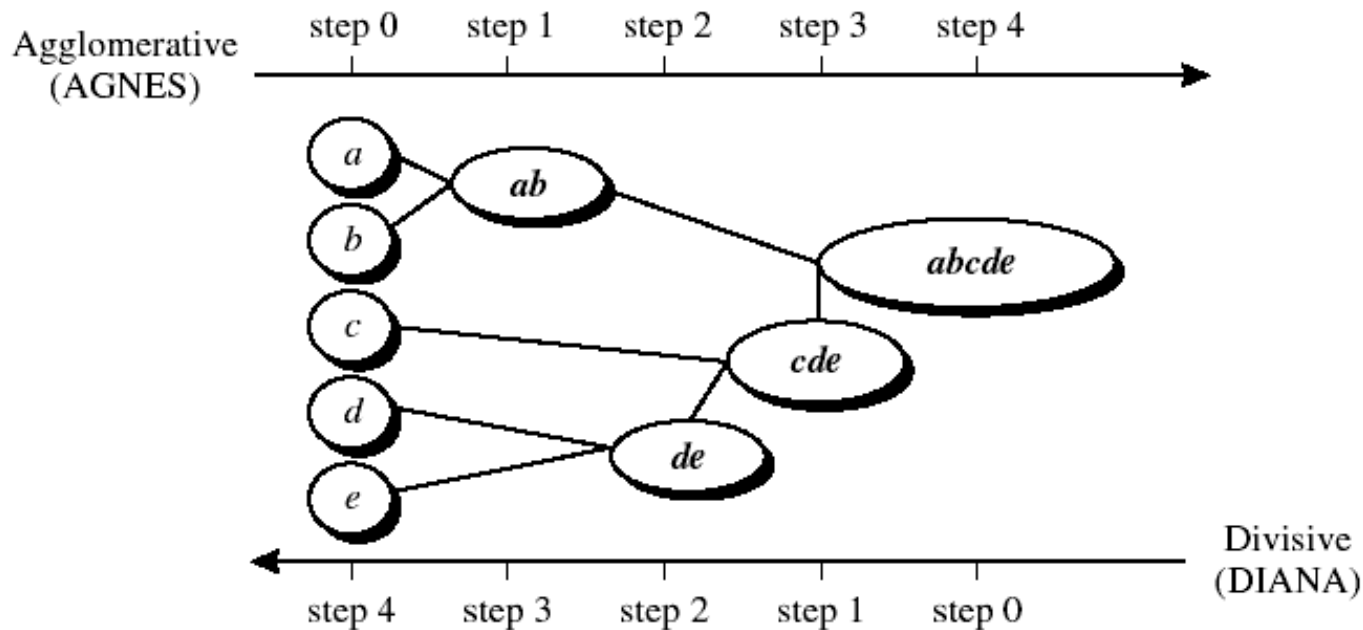 step 0 step 1 step 2 step 3 step 4
Agglomerative
(AGNES)
a
ab
b
abcde
c
cde
d
de
e
Divisive
(DIANA)
step 4 step 3 step 2 step 1 step 0